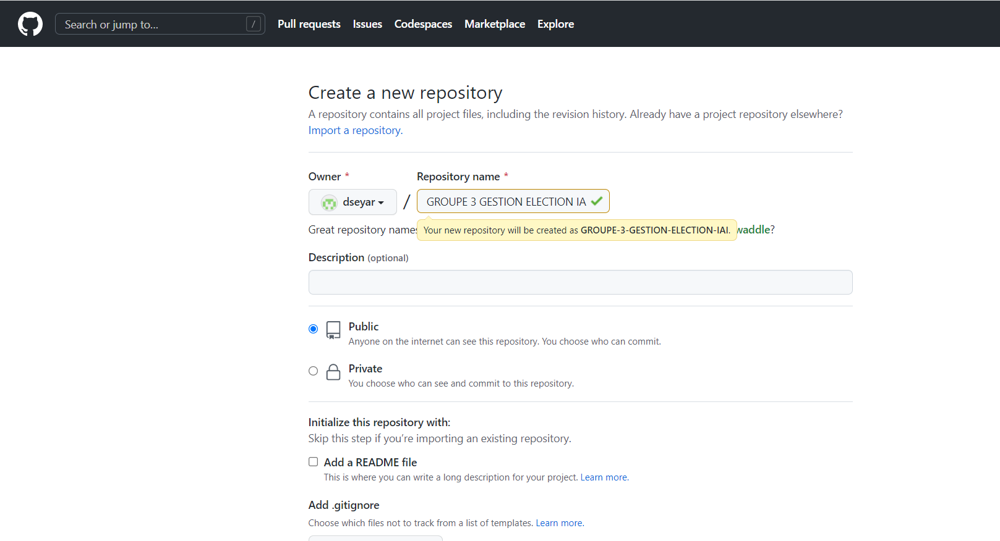 Search or jump to... / Pull requests Issues Codespaces Marketplace Explore
Create a new repository
A repository contains all project files, including the revision history. Already have a project repository elsewhere?
Import a repository.
Owner * Repository name *
dseyar / GROUPE 3 GESTION ELECTION IA
Great repository names waddle?
Your new repository will be created as GROUPE-3-GESTION-ELECTION-IAI.
Description (optional)
Public
Anyone on the internet can see this repository. You choose who can commit.
Private
You choose who can see and commit to this repository.
Initialize this repository with:
Skip this step if you’re importing an existing repository.
Add a README file
This is where you can write a long description for your project. Learn more.
Add .gitignore
Choose which files not to track from a list of templates. Learn more.